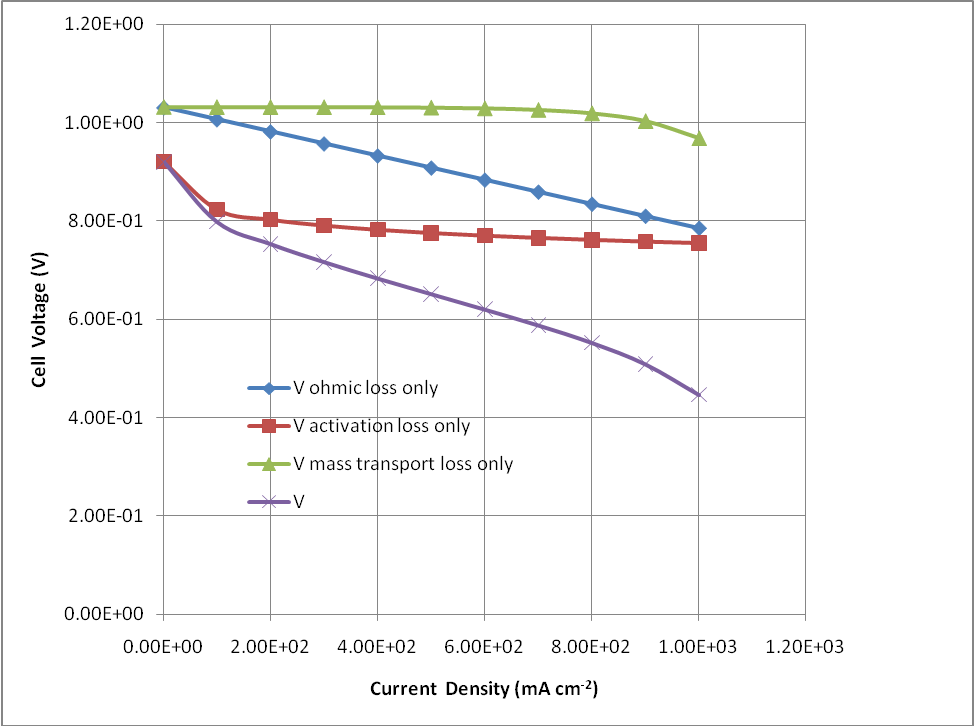 1.20E+00
1.00E+00
8.00E-01
6.00E-01
4.00E-01
2.00E-01
0.00E+00
Cell Voltage (V)
V ohmic loss only
V activation loss only
V mass transport loss only
V
0.00E+00 2.00E+02 4.00E+02 6.00E+02 8.00E+02 1.00E+03 1.20E+03
Current Density (mA cm⁻²)